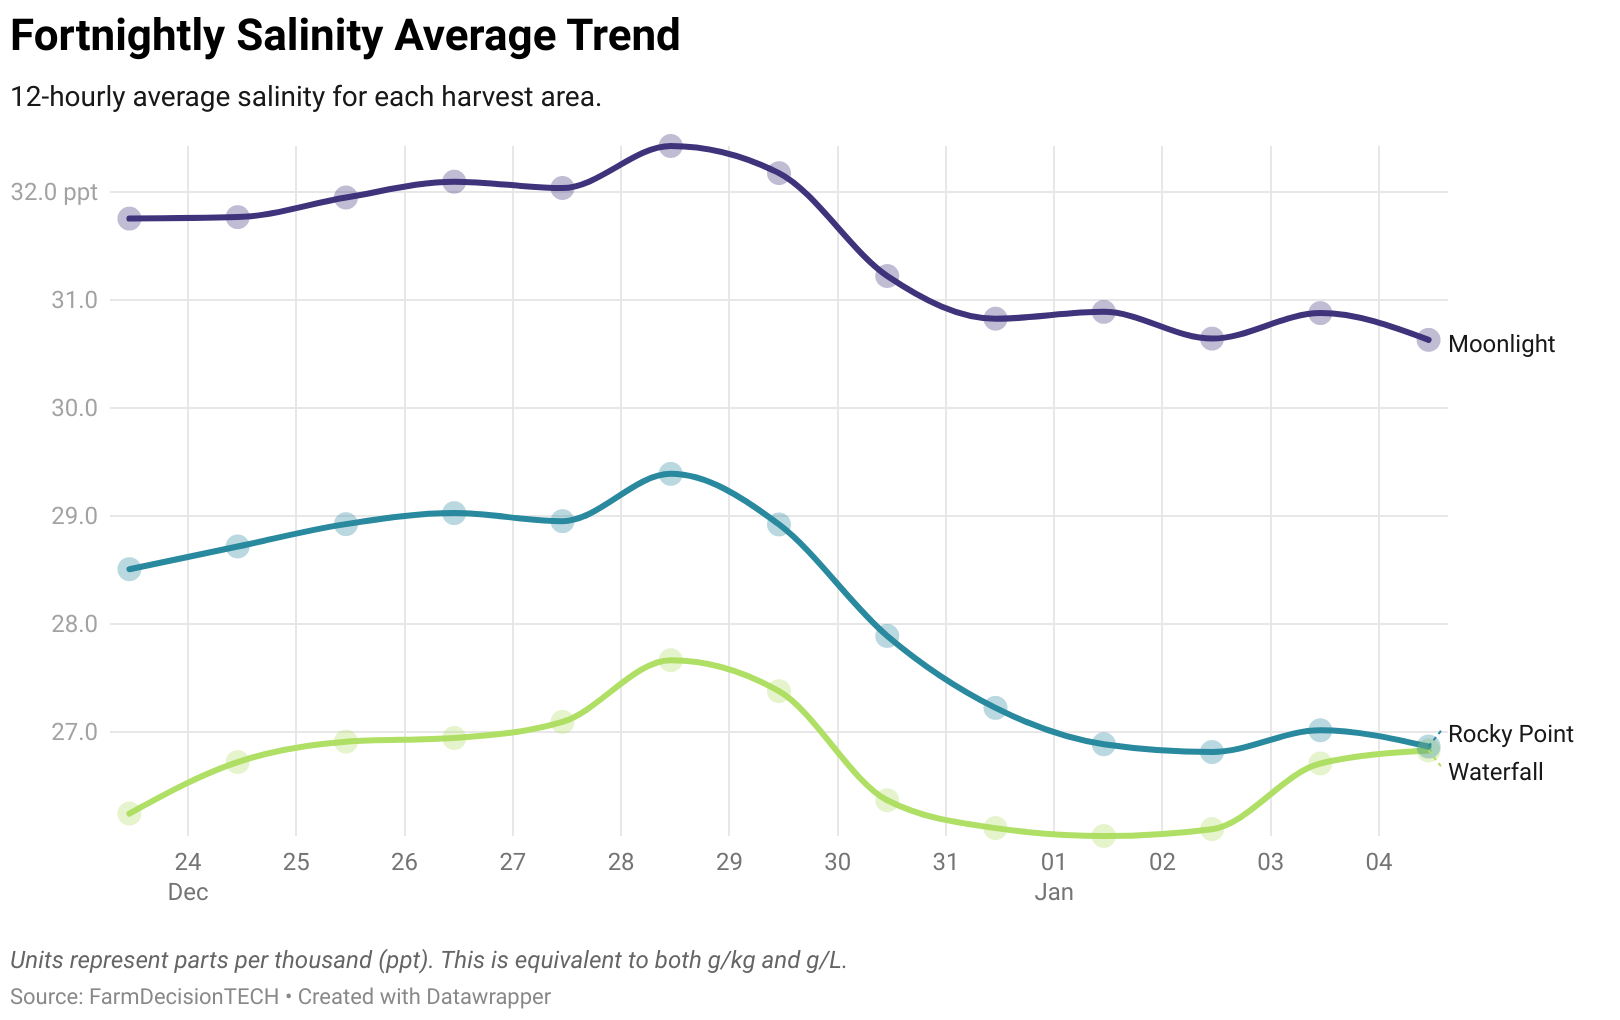 Fortnightly Salinity Average Trend
12-hourly average salinity for each harvest area.
32.0 ppt
31.0
30.0
29.0
28.0
27.0
Moonlight
Rocky Point
Waterfall
24 25 26 27 28 29 30 31 01 02 03 04
Dec Jan
Units represent parts per thousand (ppt). This is equivalent to both g/kg and g/L.
Source: FarmDecisionTECH • Created with Datawrapper